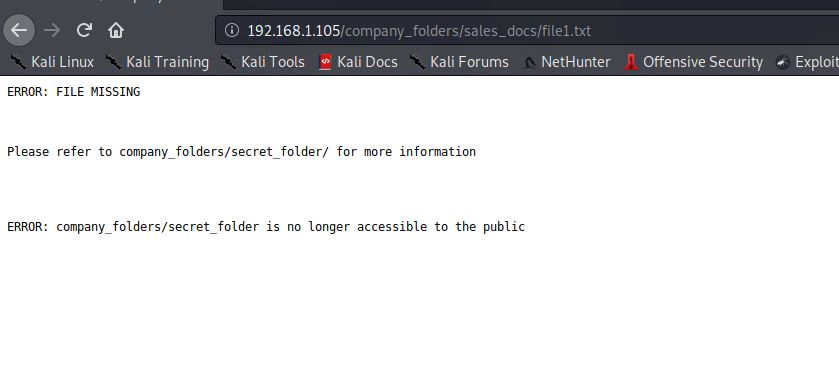 192.168.1.105/company_folders/sales_docs/file1.txt
Kali Linux Kali Training Kali Tools Kali Docs Kali Forums NetHunter Offensive Security Exploit
ERROR: FILE MISSING
Please refer to company_folders/secret_folder/ for more information
ERROR: company_folders/secret_folder is no longer accessible to the public